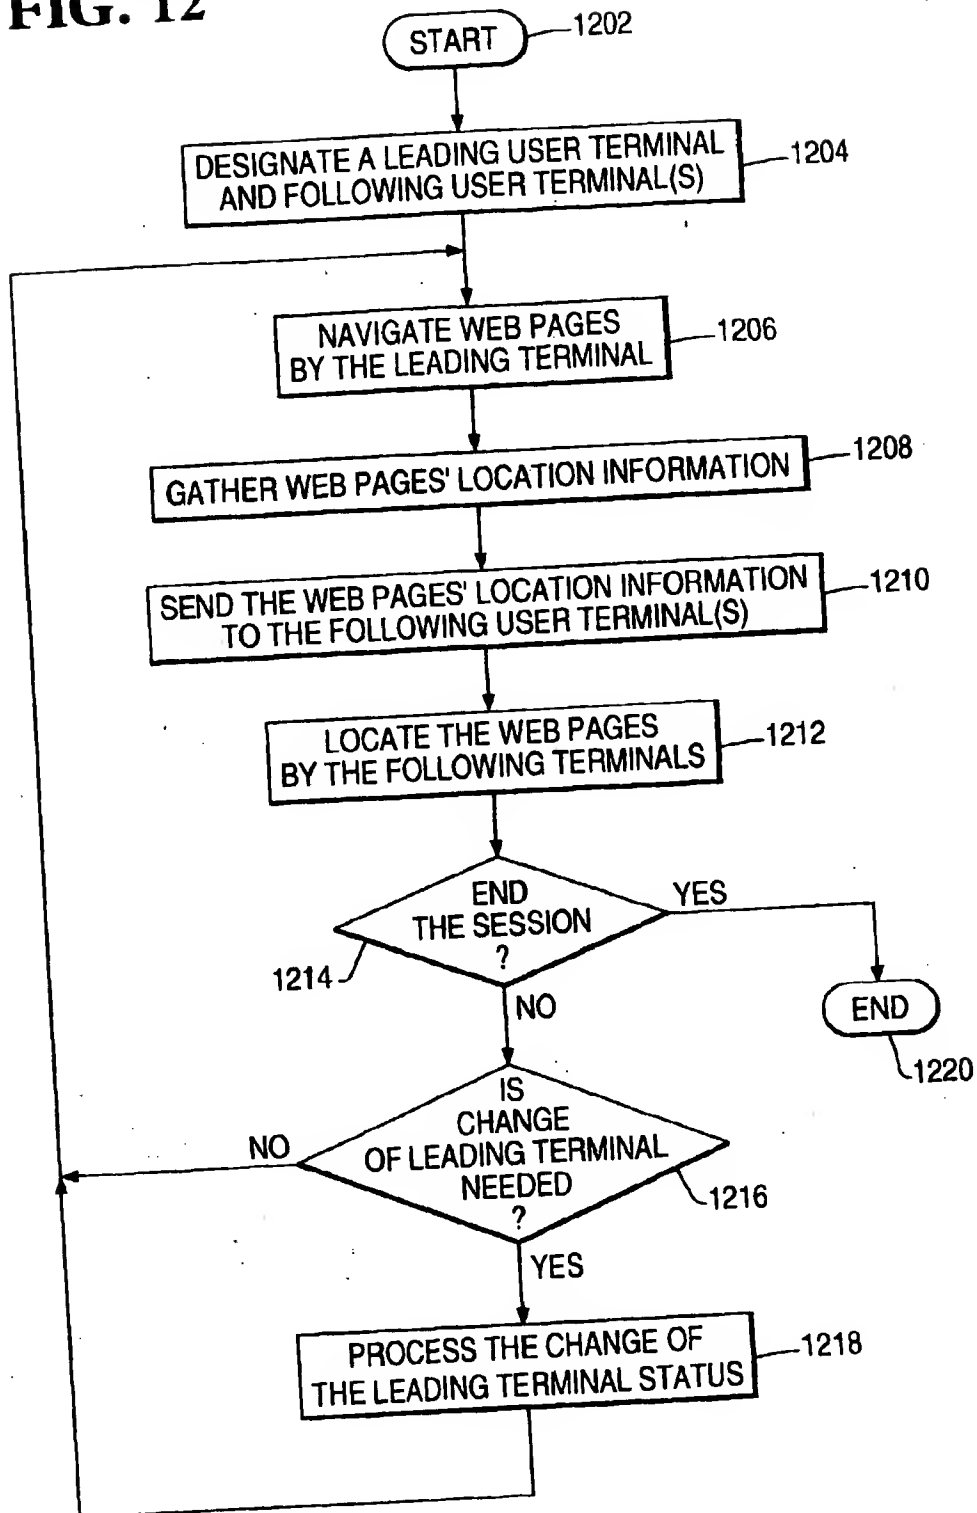 FIG. 12
START
1202
DESIGNATE A LEADING USER TERMINAL
AND FOLLOWING USER TERMINAL(S)
1204
NAVIGATE WEB PAGES
BY THE LEADING TERMINAL
1206
GATHER WEB PAGES' LOCATION INFORMATION
1208
SEND THE WEB PAGES' LOCATION INFORMATION
TO THE FOLLOWING USER TERMINAL(S)
1210
LOCATE THE WEB PAGES
BY THE FOLLOWING TERMINALS
1212
END
THE SESSION
?
1214
YES
NO
END
1220
IS
CHANGE
OF LEADING TERMINAL
NEEDED
?
1216
NO
YES
PROCESS THE CHANGE OF
THE LEADING TERMINAL STATUS
1218